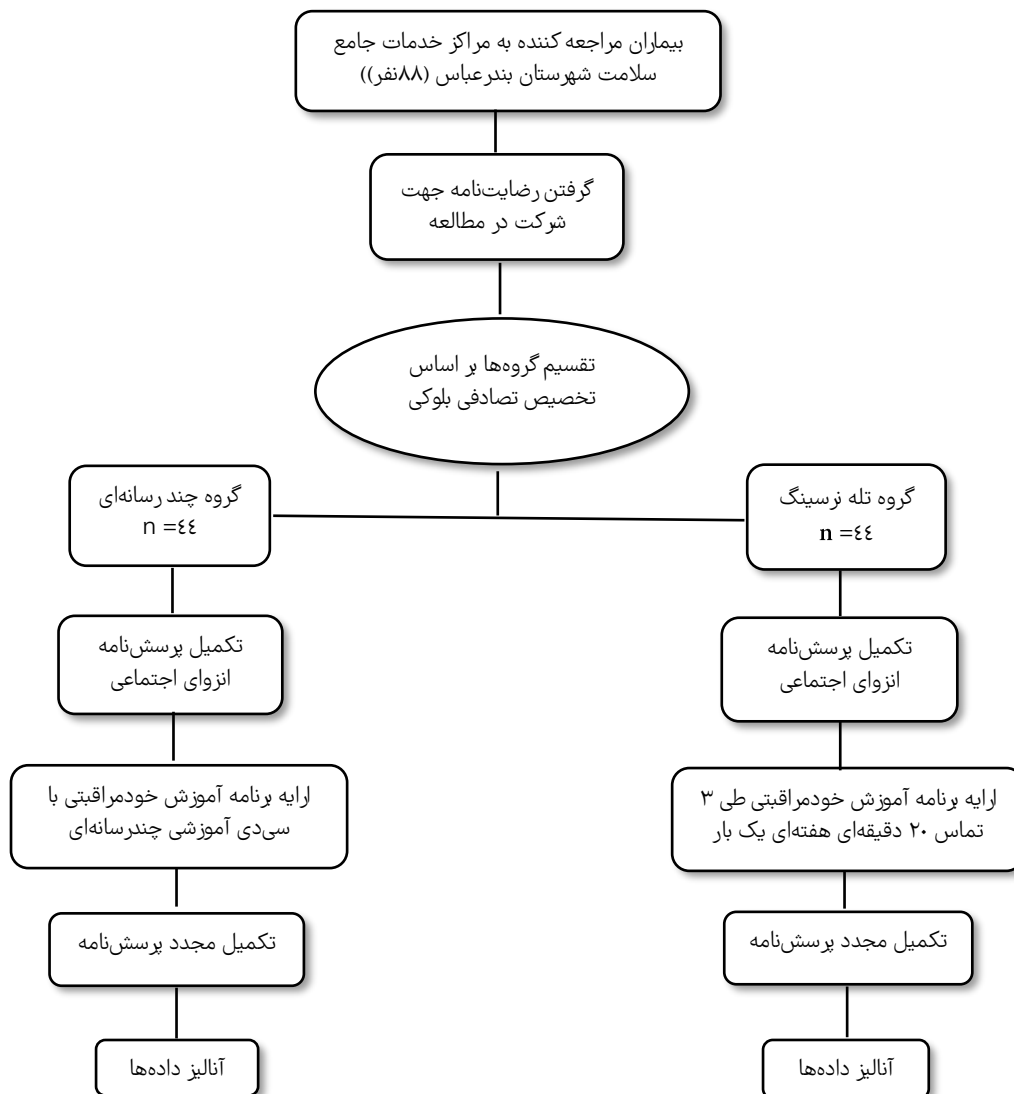 بیماران مراجعه کننده به مراکز خدمات جامع
سلامت شهرستان بندرعباس (۸۸نفر))
گرفتن رضایت‌نامه جهت
شرکت در مطالعه
تقسیم گروه‌ها بر اساس
تخصیص تصادفی بلوکی
گروه تله نرسینگ
n =٤٤
تکمیل پرسش‌نامه
انزوای اجتماعی
ارایه برنامه آموزش خودمراقبتی طی ۳
تماس ۲۰ دقیقه‌ای هفته‌ای یک بار
تکمیل مجدد پرسش‌نامه
آنالیز داده‌ها
گروه چند رسانه‌ای
n =٤٤
تکمیل پرسش‌نامه
انزوای اجتماعی
ارایه برنامه آموزش خودمراقبتی با
سی‌دی آموزشی چندرسانه‌ای
تکمیل مجدد پرسش‌نامه
آنالیز داده‌ها